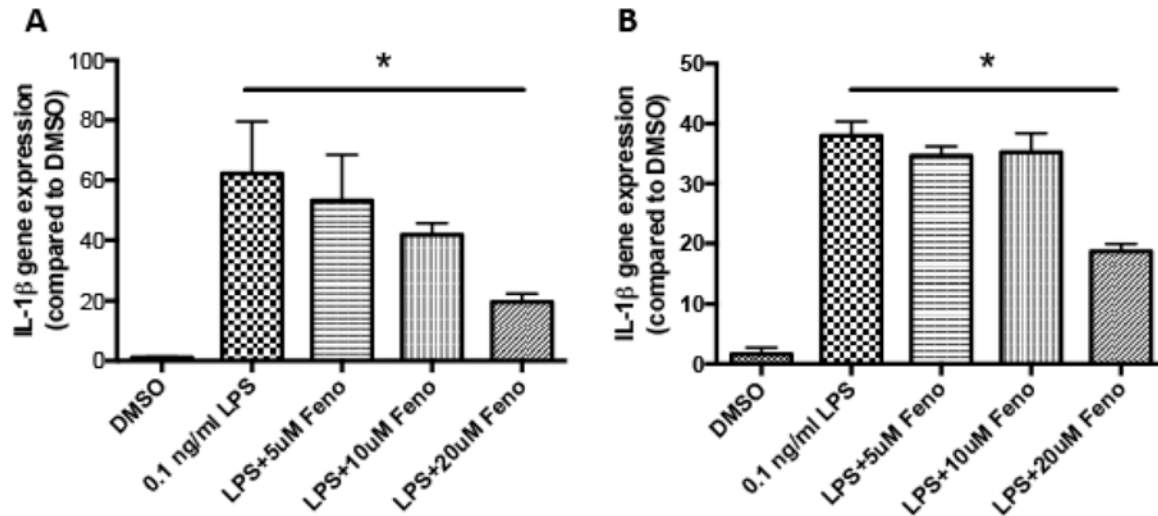 A
IL-1β gene expression
(compared to DMSO)
100
80
60
40
20
0
*
DMSO
0.1 ng/ml LPS
LPS+5uM Feno
LPS+10uM Feno
LPS+20uM Feno
B
IL-1β gene expression
(compared to DMSO)
50
40
30
20
10
0
*
DMSO
0.1 ng/ml LPS
LPS+5uM Feno
LPS+10uM Feno
LPS+20uM Feno